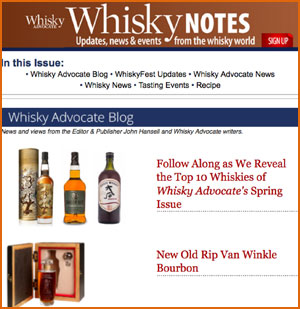 Whisky
ADVOCATE
Whisky NOTES
Updates, news & events from the whisky world
SIGN UP
In this Issue:
• Whisky Advocate Blog • WhiskyFest Updates • Whisky Advocate News
• Whisky News • Tasting Events • Recipe
Whisky Advocate Blog
News and views from the Editor & Publisher John Hansell and Whisky Advocate writers.
Follow Along as We Reveal
the Top 10 Whiskies of
Whisky Advocate's Spring
Issue
New Old Rip Van Winkle
Bourbon